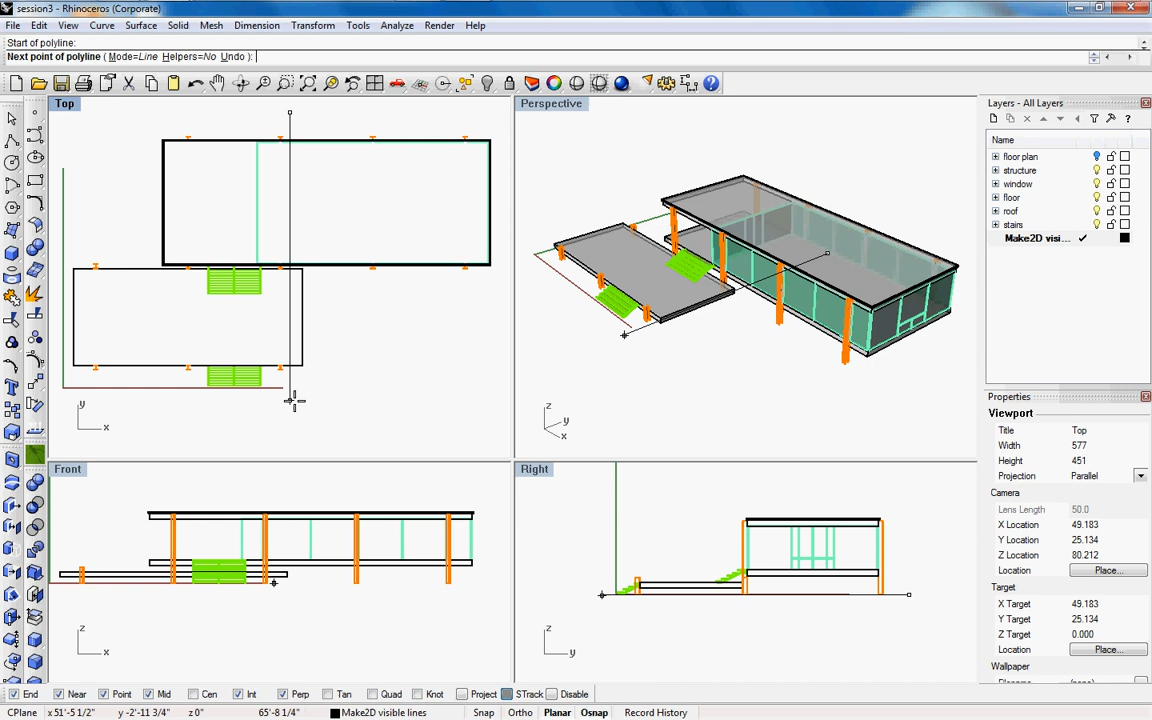 session3 - Rhinoceros (Corporate)
File Edit View Curve Surface Solid Mesh Dimension Transform Tools Analyze Render Help
Start of polyline:
Next point of polyline ( Mode=Line Helpers=No Undo ):
Top
Perspective
Layers - All Layers
Name
floor plan
structure
window
floor
roof
stairs
Make2D visi...
y
x
z
y
x
Front
Right
z
x
z
y
Properties
Viewport
Title Top
Width 577
Height 451
Projection Parallel
Camera
Lens Length 50.0
X Location 49.183
Y Location 25.134
Z Location 80.212
Location Place...
Target
X Target 49.183
Y Target 25.134
Z Target 0.000
Location Place...
Wallpaper
End Near Point Mid Cen Int Perp Tan Quad Knot Project STrack Disable
CPlane x 51'-5 1/2" y -2'-11 3/4" z 0" 65'-8 1/4" Make2D visible lines Snap Ortho Planar Osnap Record History